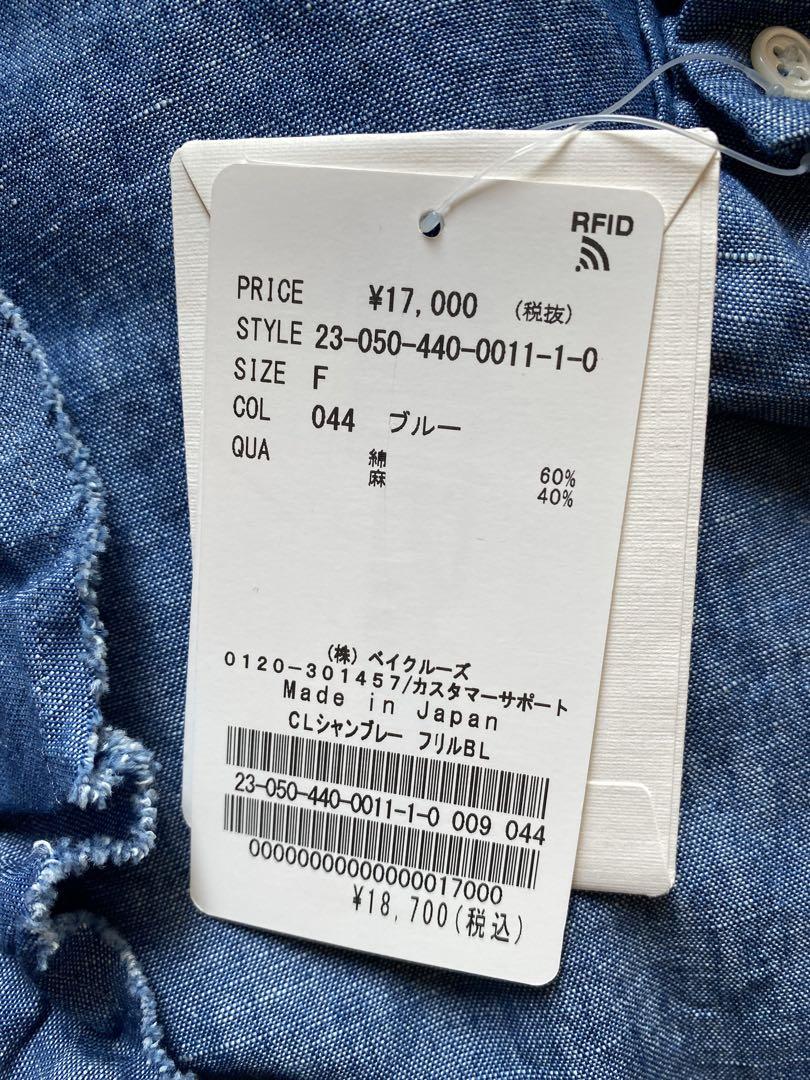 RFID
PRICE ¥17,000 (税抜)
STYLE 23-050-440-0011-1-0
SIZE F
COL 044 ブルー
QUA 綿 60%
麻 40%
(株) ベイクルーズ
0120-301457/カスタマーサポート
Made in Japan
CLシャンブレー フリルBL
23-050-440-0011-1-0 009 044
00000000000000017000
¥18,700(税込)